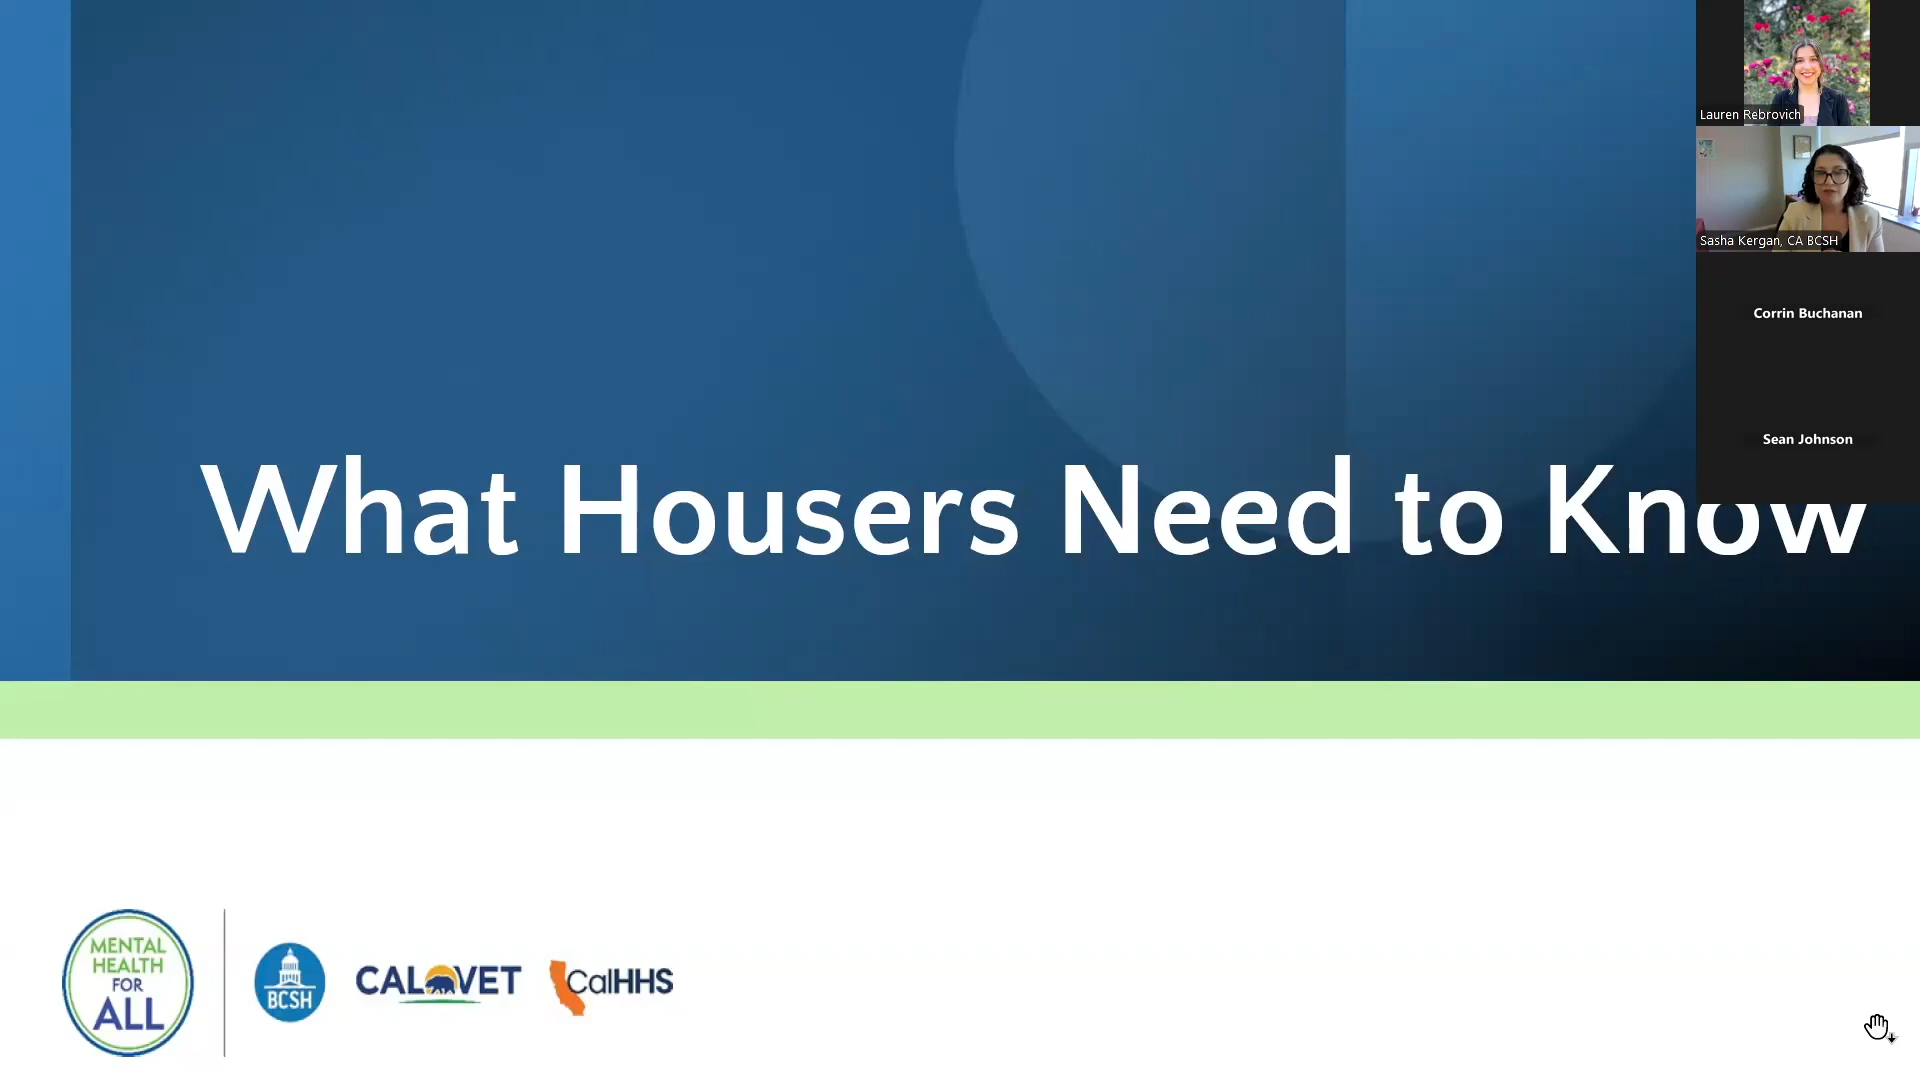 Lauren Rebrovich
Sasha Kergan, CA BCSH
Corrin Buchanan
Sean Johnson
What Housers Need to Know
MENTAL
HEALTH
FOR
ALL
BCSH
CALVET
CalHHS